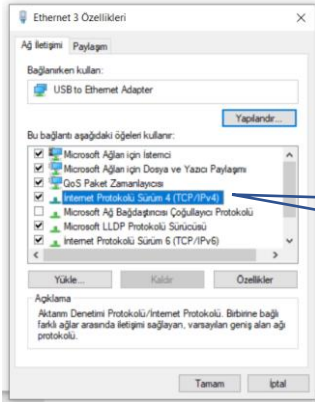 Ethernet 3 Özellikleri
Ağ İletişimi Paylaşım
Bağlanırken kullan:
USB to Ethernet Adapter
Yapılandır...
Bu bağlantı aşağıdaki öğeleri kullanır:
Microsoft Ağları için İstemci
Microsoft Ağları için Dosya ve Yazıcı Paylaşımı
QoS Paket Zamanlayıcısı
İnternet Protokolü Sürüm 4 (TCP/IPv4)
Microsoft Ağ Bağdaştırıcısı Çoğullayıcı Protokolü
Microsoft LLDP Protokolü Sürücüsü
İnternet Protokolü Sürüm 6 (TCP/IPv6)
Yükle... Kaldır Özellikler
Açıklama
Aktarım Denetimi Protokolü/İnternet Protokolü. Birbirine bağlı
farklı ağlar arasında iletişimi sağlayan, varsayılan geniş alan ağı
protokolü.
Tamam İptal